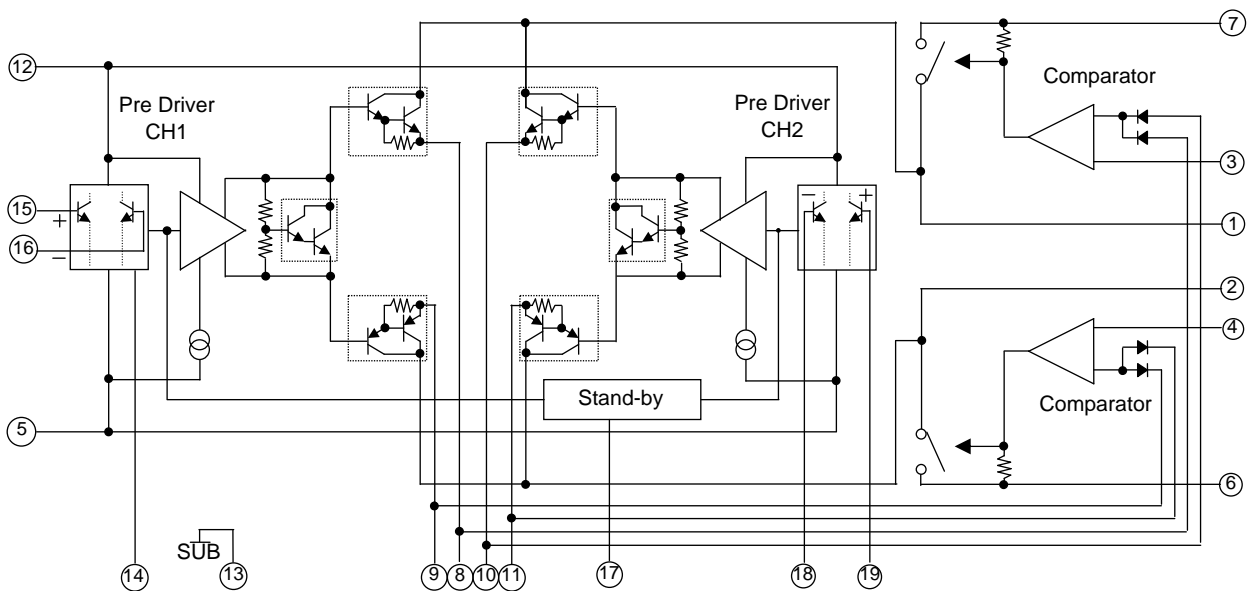 7
12
Comparator
Pre Driver
CH1
Pre Driver
CH2
3
15
+
16
−
− +
1
2
4
Stand-by
Comparator
5
6
SUB
14
13
9
8
10
11
17
18
19